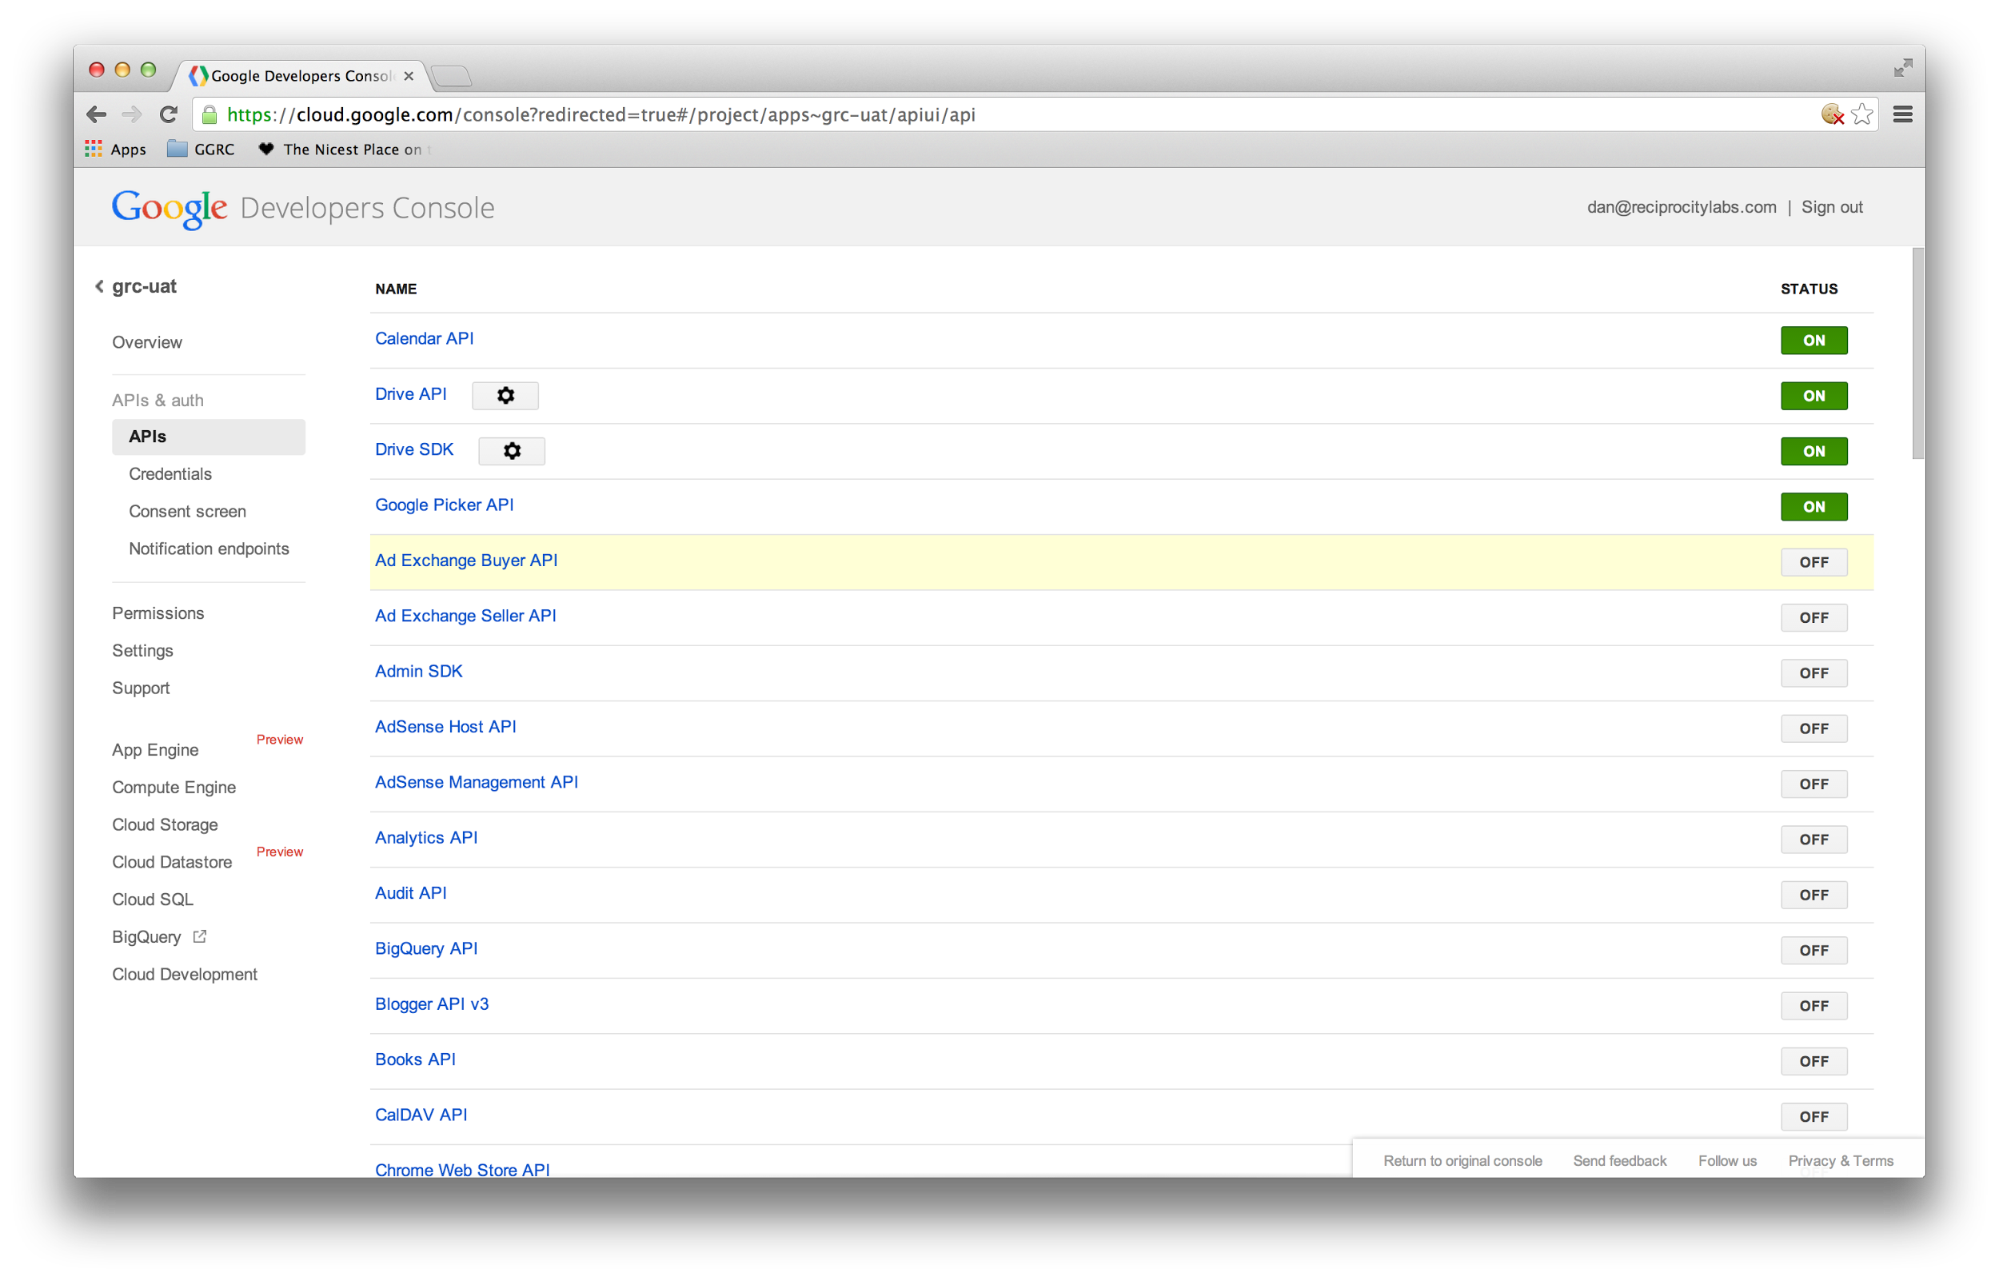 Google Developers Consol
https://cloud.google.com/console?redirected=true#/project/apps~grc-uat/apiui/api
Apps GGRC The Nicest Place on
Google Developers Console dan@reciprocitylabs.com | Sign out
grc-uat
Overview
APIs & auth
APIs
Credentials
Consent screen
Notification endpoints
Permissions
Settings
Support
App Engine Preview
Compute Engine
Cloud Storage
Cloud Datastore Preview
Cloud SQL
BigQuery
Cloud Development
NAME STATUS
Calendar API ON
Drive API ON
Drive SDK ON
Google Picker API ON
Ad Exchange Buyer API OFF
Ad Exchange Seller API OFF
Admin SDK OFF
AdSense Host API OFF
AdSense Management API OFF
Analytics API OFF
Audit API OFF
BigQuery API OFF
Blogger API v3 OFF
Books API OFF
CalDAV API OFF
Chrome Web Store API
Return to original console Send feedback Follow us Privacy & Terms